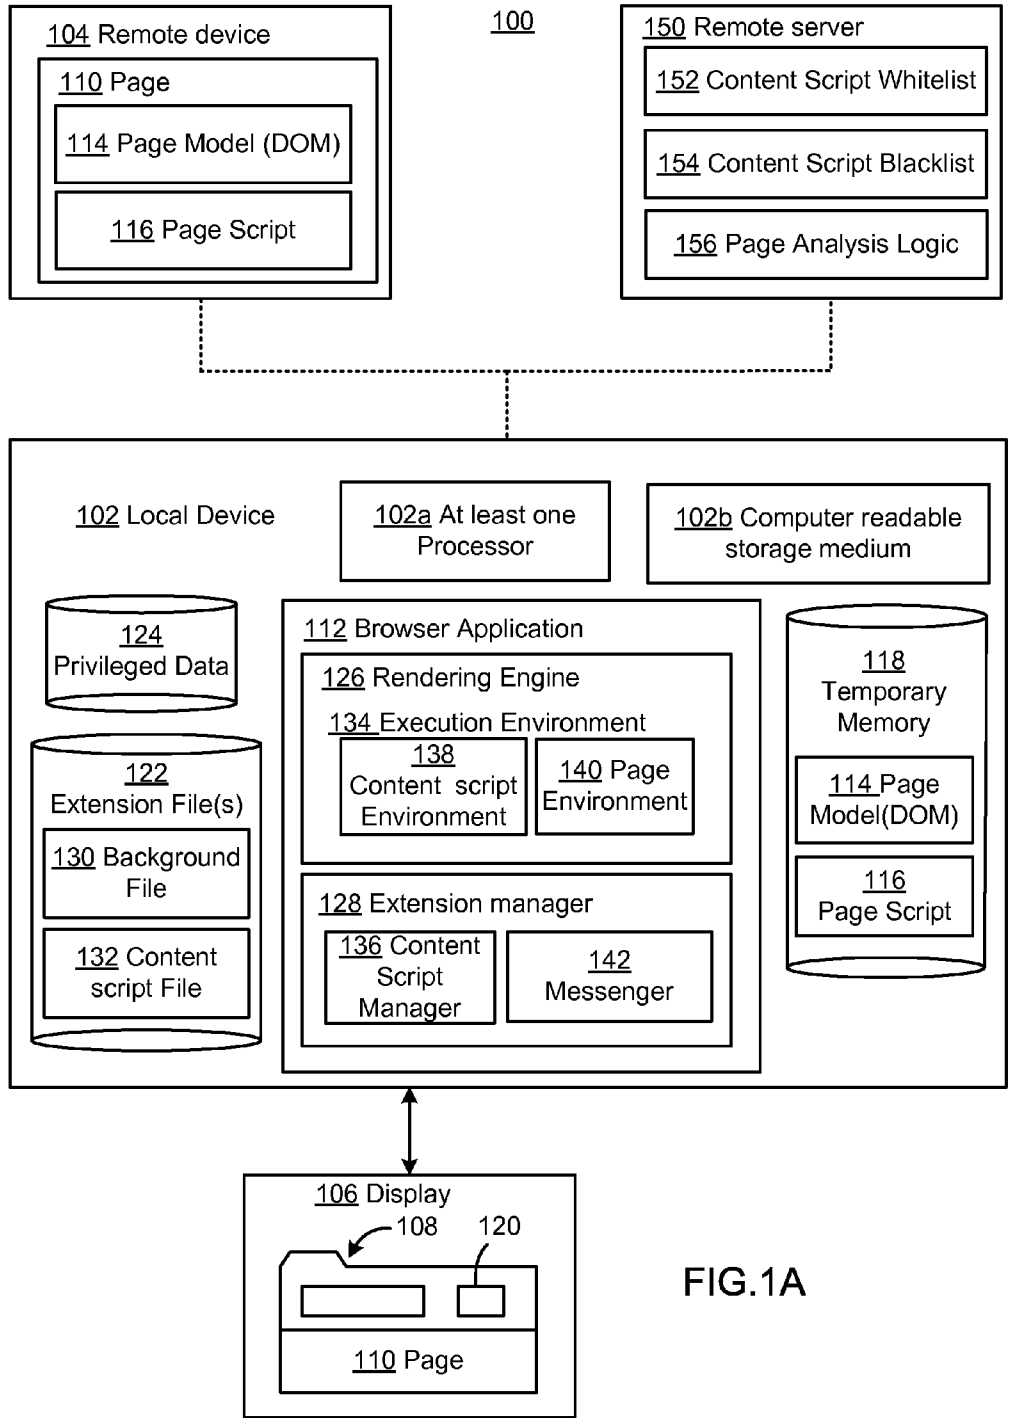 100
104 Remote device
110 Page
114 Page Model (DOM)
116 Page Script
150 Remote server
152 Content Script Whitelist
154 Content Script Blacklist
156 Page Analysis Logic
102 Local Device
102a At least one
Processor
102b Computer readable
storage medium
124
Privileged Data
122
Extension File(s)
130 Background
File
132 Content
script File
112 Browser Application
126 Rendering Engine
134 Execution Environment
138
Content script
Environment
140 Page
Environment
128 Extension manager
136 Content
Script
Manager
142
Messenger
118
Temporary
Memory
114 Page
Model(DOM)
116
Page Script
106 Display
108
120
110 Page
FIG.1A